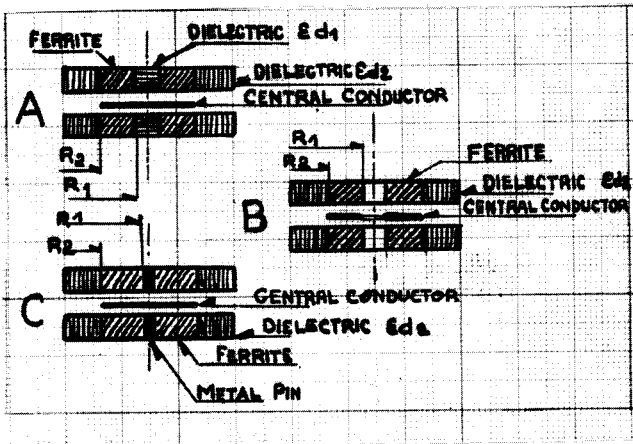 FERRITE
DIELECTRIC εd1
DIELECTRIC εd2
CENTRAL CONDUCTOR
A
R2
R1
R1
R2
FERRITE
DIELECTRIC εd2
CENTRAL CONDUCTOR
B
R1
R2
C
CENTRAL CONDUCTOR
DIELECTRIC εd2
FERRITE
METAL PIN